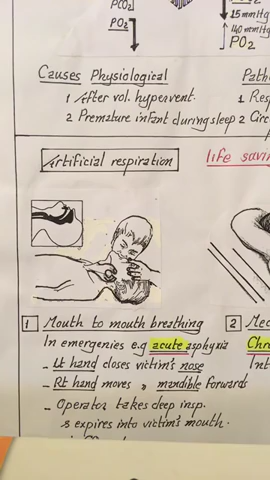 PCO₂
PO₂
15 mmHg
140 mmHg
PO₂
Causes Physiological
1 After vol. hypervent.
2 Premature infant during sleep
Path
1 Res
2 Circ
Artificial respiration
life savin
1 Mouth to mouth breathing
In emergenies e.g acute asphyxia
- Lt hand closes victim's nose
- Rt hand moves " mandible forwards
- Operator takes deep insp.
& expires into victim's mouth.
2 Mec
Chro
Int